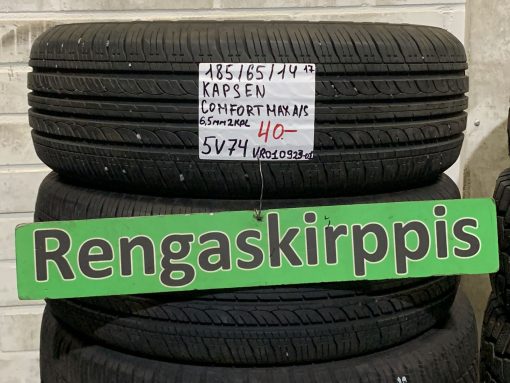 185/65/14 17
KAPSEN
COMFORTMAX A/S
6,5mm 2KPL 40.-
5V74 VR010923-01
Rengaskirppis